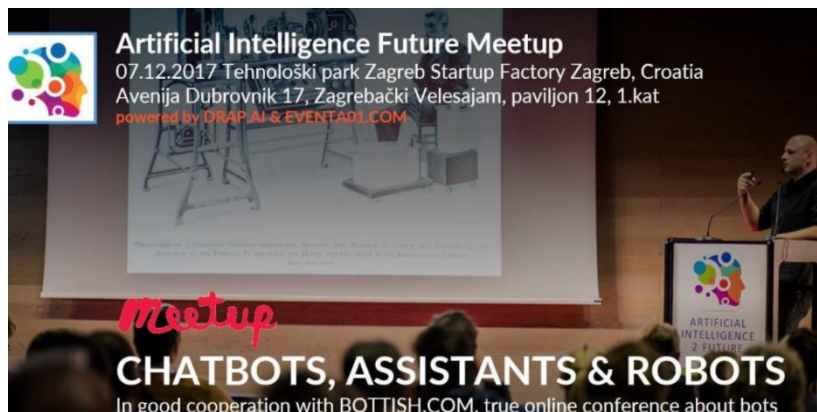 Artificial Intelligence Future Meetup
07.12.2017 Tehnološki park Zagreb Startup Factory Zagreb, Croatia
Avenija Dubrovnik 17, Zagrebački Velesajam, paviljon 12, 1.kat
powered by DRAP.AI & EVENTA01.COM
ARTIFICIAL
INTELLIGENCE
2 FUTURE
meetup
CHATBOTS, ASSISTANTS & ROBOTS
In good cooperation with BOTTISH.COM, true online conference about bots